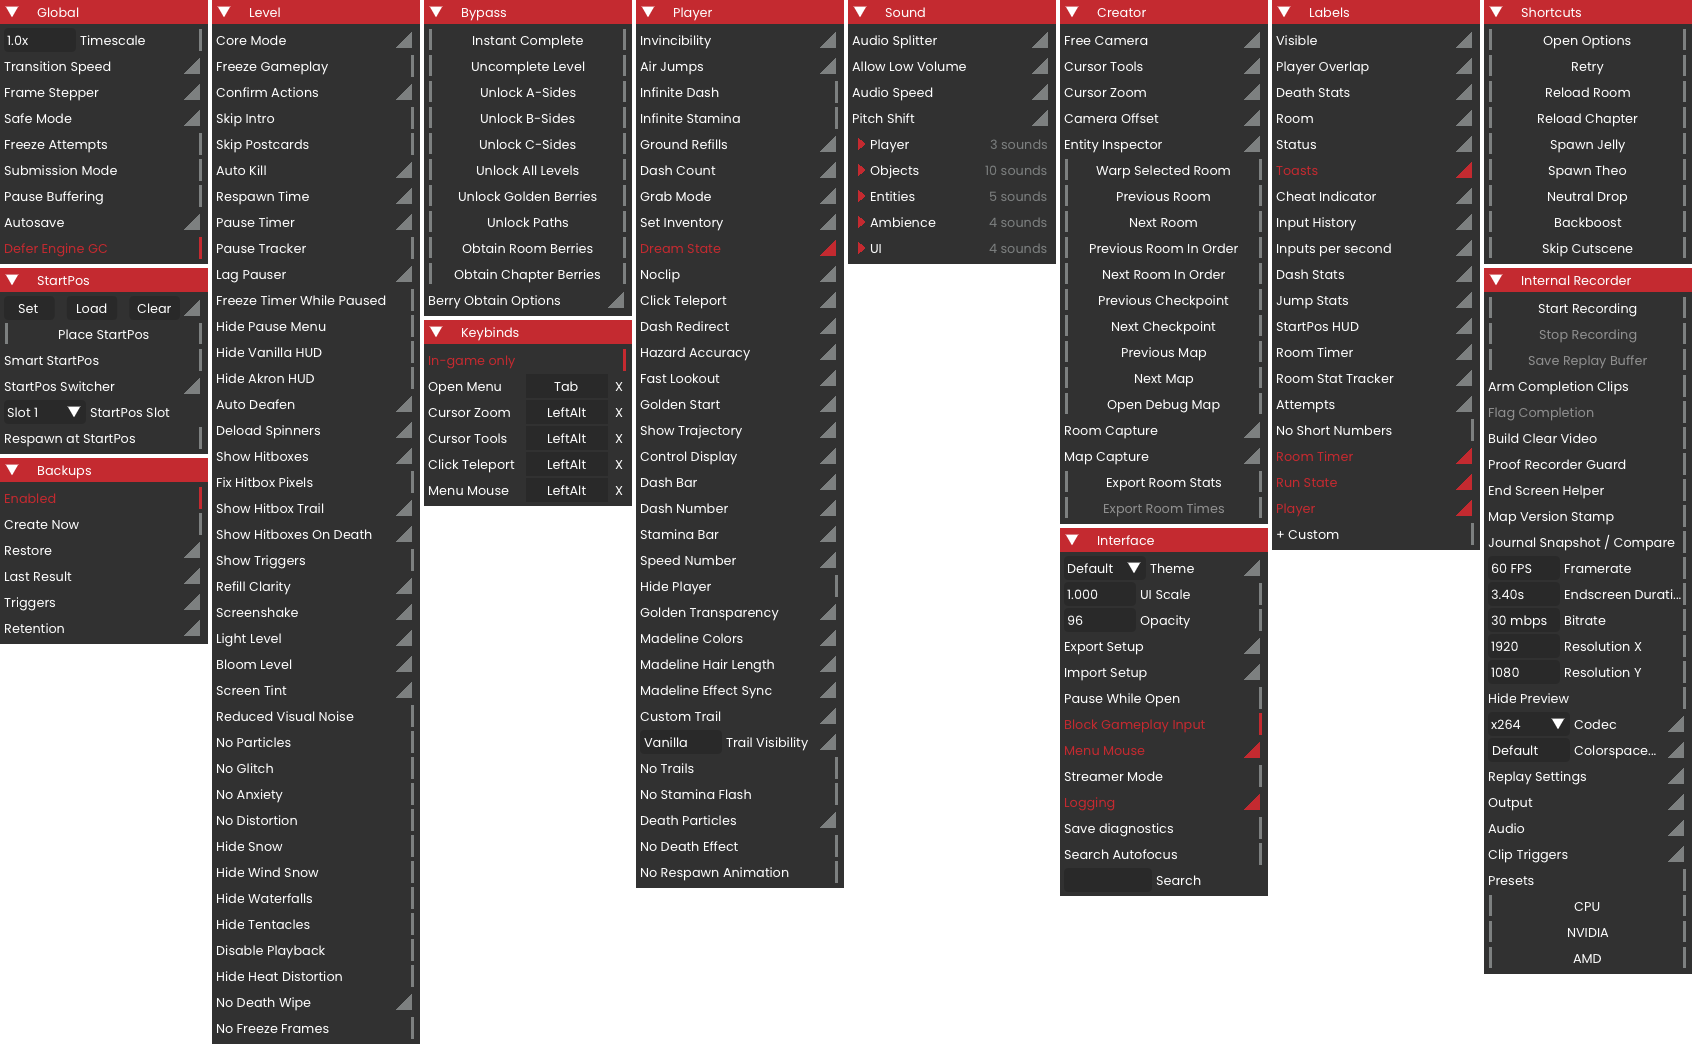 Global
1.0x Timescale
Transition Speed
Frame Stepper
Safe Mode
Freeze Attempts
Submission Mode
Pause Buffering
Autosave
Defer Engine GC
StartPos
Set Load Clear
Place StartPos
Smart StartPos
StartPos Switcher
Slot 1 StartPos Slot
Respawn at StartPos
Backups
Enabled
Create Now
Restore
Last Result
Triggers
Retention
Level
Core Mode
Freeze Gameplay
Confirm Actions
Skip Intro
Skip Postcards
Auto Kill
Respawn Time
Pause Timer
Pause Tracker
Lag Pauser
Freeze Timer While Paused
Hide Pause Menu
Hide Vanilla HUD
Hide Akron HUD
Auto Deafen
Deload Spinners
Show Hitboxes
Fix Hitbox Pixels
Show Hitbox Trail
Show Hitboxes On Death
Show Triggers
Refill Clarity
Screenshake
Light Level
Bloom Level
Screen Tint
Reduced Visual Noise
No Particles
No Glitch
No Anxiety
No Distortion
Hide Snow
Hide Wind Snow
Hide Waterfalls
Hide Tentacles
Disable Playback
Hide Heat Distortion
No Death Wipe
No Freeze Frames
Bypass
Instant Complete
Uncomplete Level
Unlock A-Sides
Unlock B-Sides
Unlock C-Sides
Unlock All Levels
Unlock Golden Berries
Unlock Paths
Obtain Room Berries
Obtain Chapter Berries
Berry Obtain Options
Keybinds
In-game only
Open Menu Tab X
Cursor Zoom LeftAlt X
Cursor Tools LeftAlt X
Click Teleport LeftAlt X
Menu Mouse LeftAlt X
Player
Invincibility
Air Jumps
Infinite Dash
Infinite Stamina
Ground Refills
Dash Count
Grab Mode
Set Inventory
Dream State
Noclip
Click Teleport
Dash Redirect
Hazard Accuracy
Fast Lookout
Golden Start
Show Trajectory
Control Display
Dash Bar
Dash Number
Stamina Bar
Speed Number
Hide Player
Golden Transparency
Madeline Colors
Madeline Hair Length
Madeline Effect Sync
Custom Trail
Vanilla Trail Visibility
No Trails
No Stamina Flash
Death Particles
No Death Effect
No Respawn Animation
Sound
Audio Splitter
Allow Low Volume
Audio Speed
Pitch Shift
Player 3 sounds
Objects 10 sounds
Entities 5 sounds
Ambience 4 sounds
UI 4 sounds
Creator
Free Camera
Cursor Tools
Cursor Zoom
Camera Offset
Entity Inspector
Warp Selected Room
Previous Room
Next Room
Previous Room In Order
Next Room In Order
Previous Checkpoint
Next Checkpoint
Previous Map
Next Map
Open Debug Map
Room Capture
Map Capture
Export Room Stats
Export Room Times
Interface
Default Theme
1.000 UI Scale
96 Opacity
Export Setup
Import Setup
Pause While Open
Block Gameplay Input
Menu Mouse
Streamer Mode
Logging
Save diagnostics
Search Autofocus
Search
Labels
Visible
Player Overlap
Death Stats
Room
Status
Toasts
Cheat Indicator
Input History
Inputs per second
Dash Stats
Jump Stats
StartPos HUD
Room Timer
Room Stat Tracker
Attempts
No Short Numbers
Room Timer
Run State
Player
+ Custom
Shortcuts
Open Options
Retry
Reload Room
Reload Chapter
Spawn Jelly
Spawn Theo
Neutral Drop
Backboost
Skip Cutscene
Internal Recorder
Start Recording
Stop Recording
Save Replay Buffer
Arm Completion Clips
Flag Completion
Build Clear Video
Proof Recorder Guard
End Screen Helper
Map Version Stamp
Journal Snapshot / Compare
60 FPS Framerate
3.40s Endscreen Durati...
30 mbps Bitrate
1920 Resolution X
1080 Resolution Y
Hide Preview
x264 Codec
Default Colorspace...
Replay Settings
Output
Audio
Clip Triggers
Presets
CPU
NVIDIA
AMD